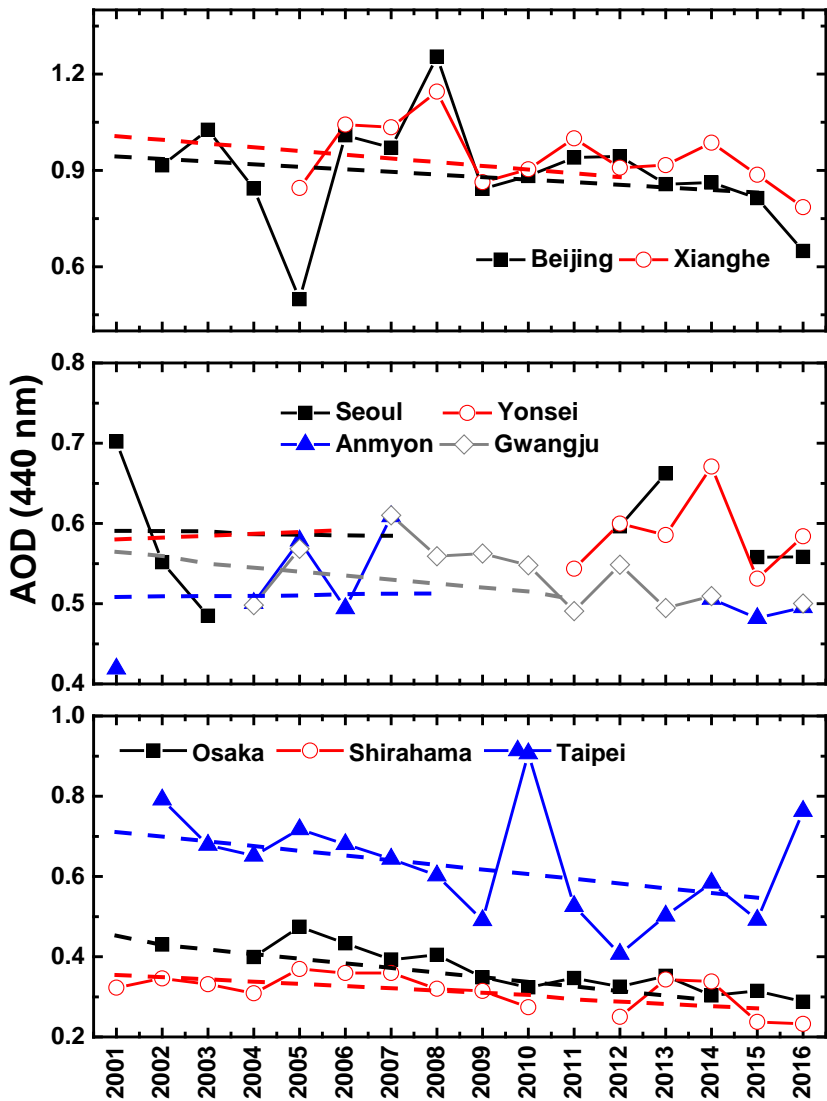 1.2
0.9
0.6
Beijing Xianghe
AOD (440 nm)
0.8
0.7
0.6
0.5
0.4
Seoul Yonsei
Anmyon Gwangju
1.0
0.8
0.6
0.4
0.2
Osaka Shirahama Taipei
2001 2002 2003 2004 2005 2006 2007 2008 2009 2010 2011 2012 2013 2014 2015 2016